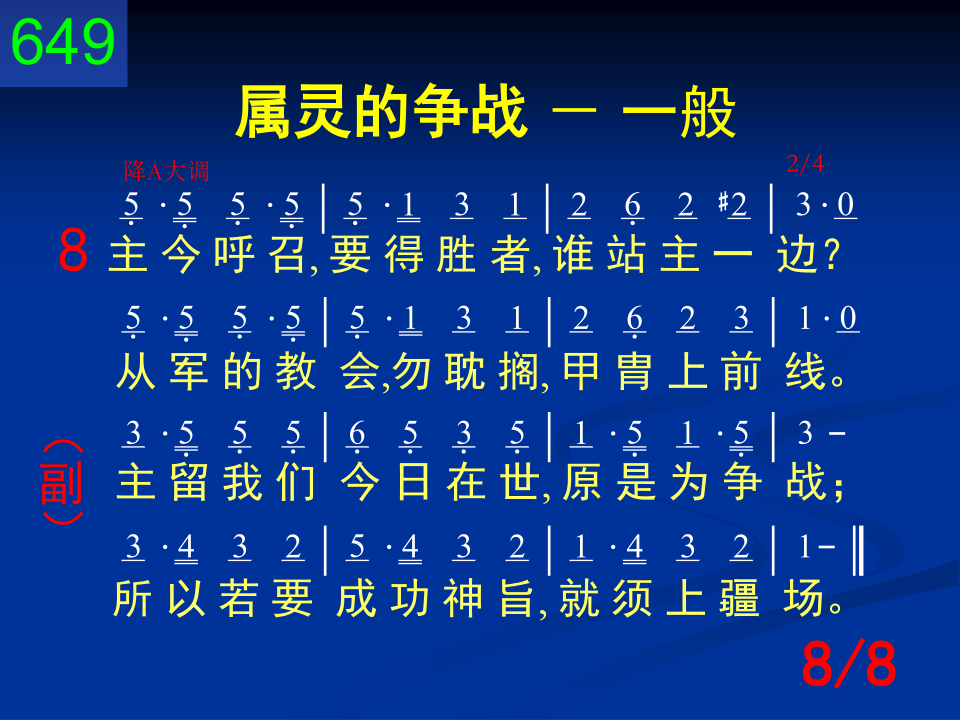 649
属灵的争战 － 一般
降A大调 2/4
5 · 5 5 · 5 | 5 · 1 3 1 | 2 6 2 #2 | 3 · 0
8 主今呼召,要得胜者,谁站主一边?
5 · 5 5 · 5 | 5 · 1 3 1 | 2 6 2 3 | 1 · 0
从军的教会,勿耽搁,甲胄上前线。
3 · 5 5 5 | 6 5 3 5 | 1 · 5 1 · 5 | 3 -
（副） 主留我们今日在世,原是为争战；
3 · 4 3 2 | 5 · 4 3 2 | 1 · 4 3 2 | 1 - ‖
所以若要成功神旨,就须上疆场。
8/8